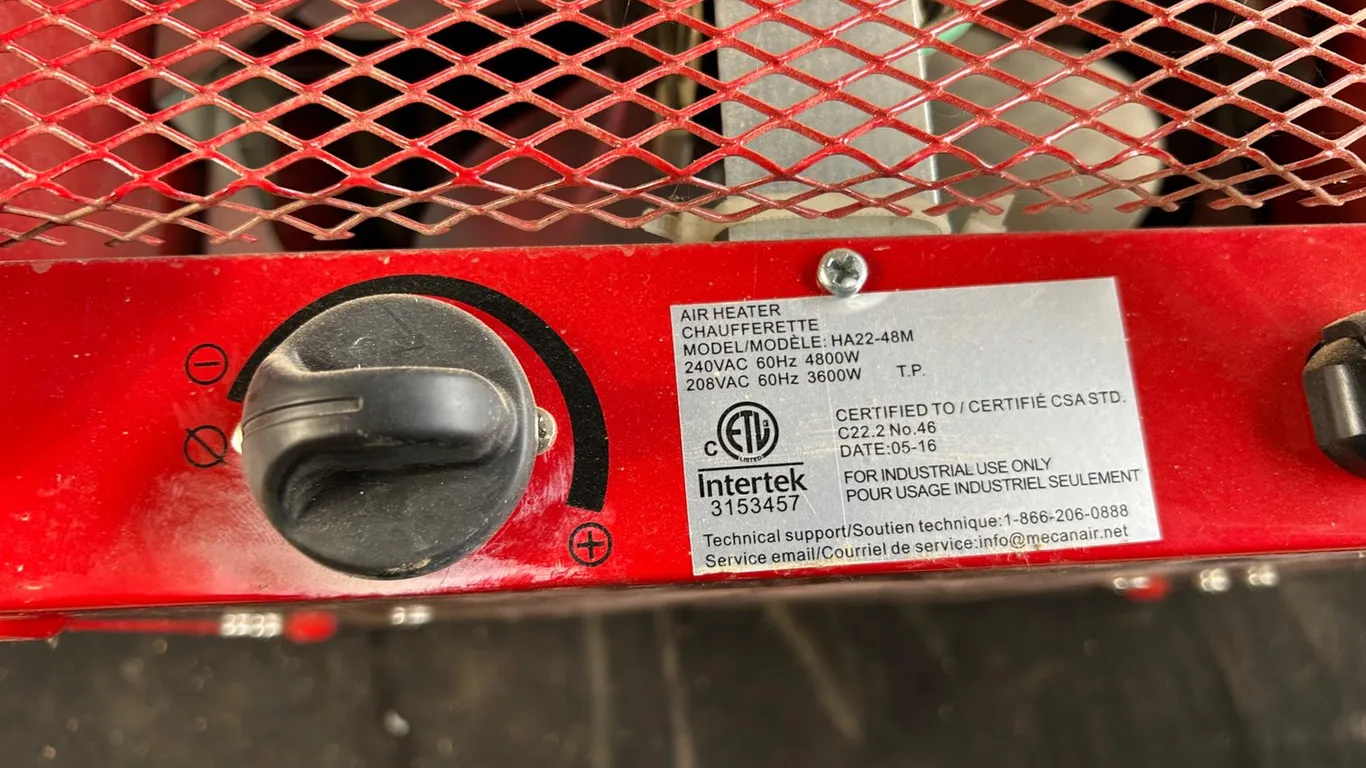 AIR HEATER
CHAUFFERETTE
MODEL/MODÈLE: HA22-48M
240VAC 60Hz 4800W
208VAC 60Hz 3600W T.P.
C ETL
LISTED
Intertek
3153457
CERTIFIED TO / CERTIFIÉ CSA STD.
C22.2 No.46
DATE:05-16
FOR INDUSTRIAL USE ONLY
POUR USAGE INDUSTRIEL SEULEMENT
Technical support/Soutien technique:1-866-206-0888
Service email/Courriel de service:info@mecanair.net